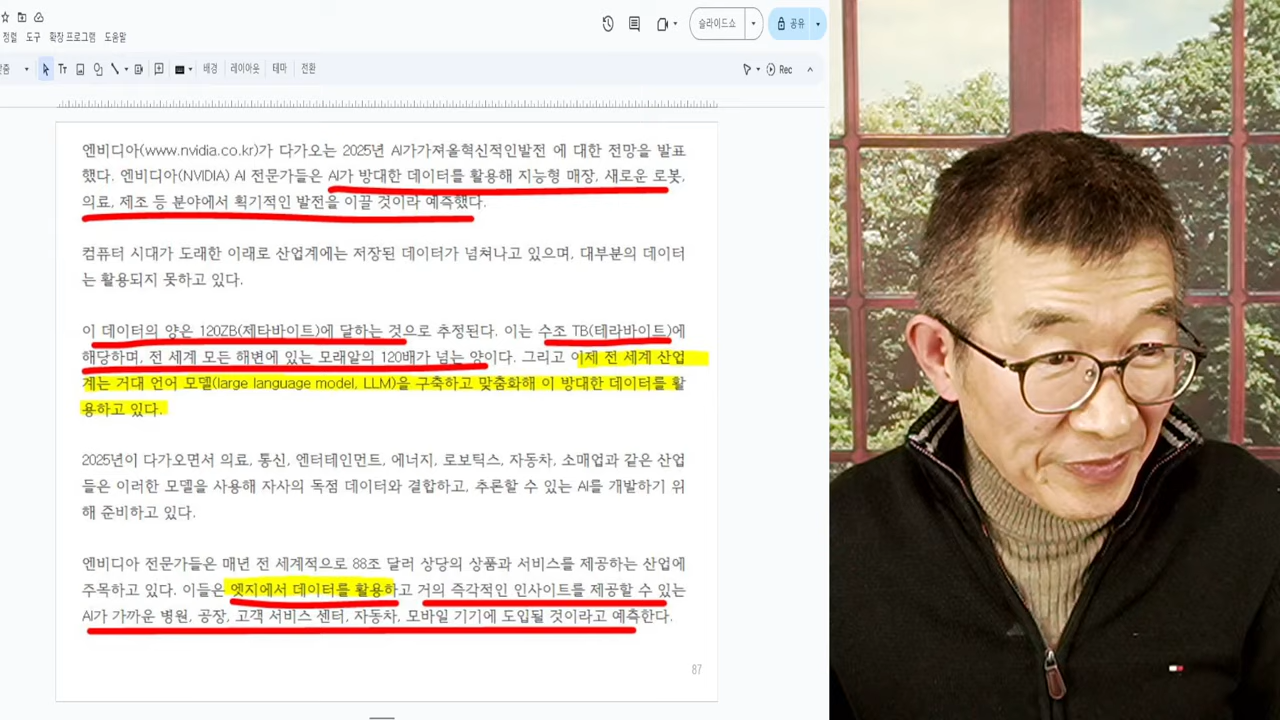 정렬 도구 확장 프로그램 도움말
슬라이드쇼
공유
배경 레이아웃 테마 전환
Rec
엔비디아(www.nvidia.co.kr)가 다가오는 2025년 AI가가져올혁신적인발전 에 대한 전망을 발표
했다. 엔비디아(NVIDIA) AI 전문가들은 AI가 방대한 데이터를 활용해 지능형 매장, 새로운 로봇,
의료, 제조 등 분야에서 획기적인 발전을 이끌 것이라 예측했다.
컴퓨터 시대가 도래한 이래로 산업계에는 저장된 데이터가 넘쳐나고 있으며, 대부분의 데이터
는 활용되지 못하고 있다.
이 데이터의 양은 120ZB(제타바이트)에 달하는 것으로 추정된다. 이는 수조 TB(테라바이트)에
해당하며, 전 세계 모든 해변에 있는 모래알의 120배가 넘는 양이다. 그리고 이제 전 세계 산업
계는 거대 언어 모델(large language model, LLM)을 구축하고 맞춤화해 이 방대한 데이터를 활
용하고 있다.
2025년이 다가오면서 의료, 통신, 엔터테인먼트, 에너지, 로보틱스, 자동차, 소매업과 같은 산업
들은 이러한 모델을 사용해 자사의 독점 데이터와 결합하고, 추론할 수 있는 AI를 개발하기 위
해 준비하고 있다.
엔비디아 전문가들은 매년 전 세계적으로 88조 달러 상당의 상품과 서비스를 제공하는 산업에
주목하고 있다. 이들은 엣지에서 데이터를 활용하고 거의 즉각적인 인사이트를 제공할 수 있는
AI가 가까운 병원, 공장, 고객 서비스 센터, 자동차, 모바일 기기에 도입될 것이라고 예측한다.
87